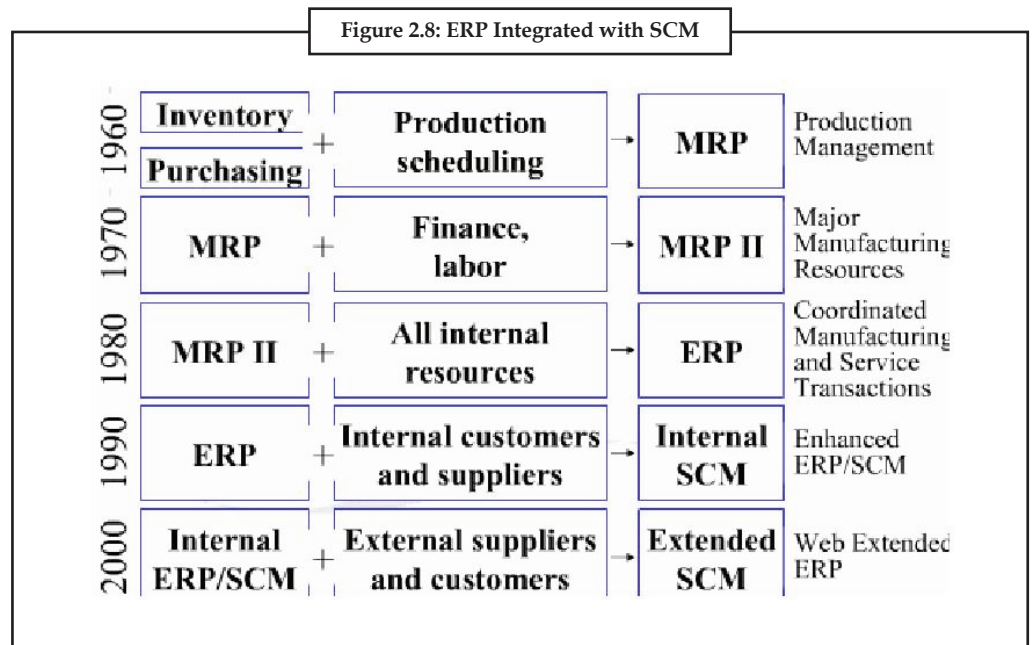 Figure 2.8: ERP Integrated with SCM
1960
Inventory
Purchasing
+
Production
scheduling
→
MRP
Production
Management
1970
MRP
+
Finance,
labor
→
MRP II
Major
Manufacturing
Resources
1980
MRP II
+
All internal
resources
→
ERP
Coordinated
Manufacturing
and Service
Transactions
1990
ERP
+
Internal customers
and suppliers
→
Internal
SCM
Enhanced
ERP/SCM
2000
Internal
ERP/SCM
+
External suppliers
and customers
→
Extended
SCM
Web Extended
ERP